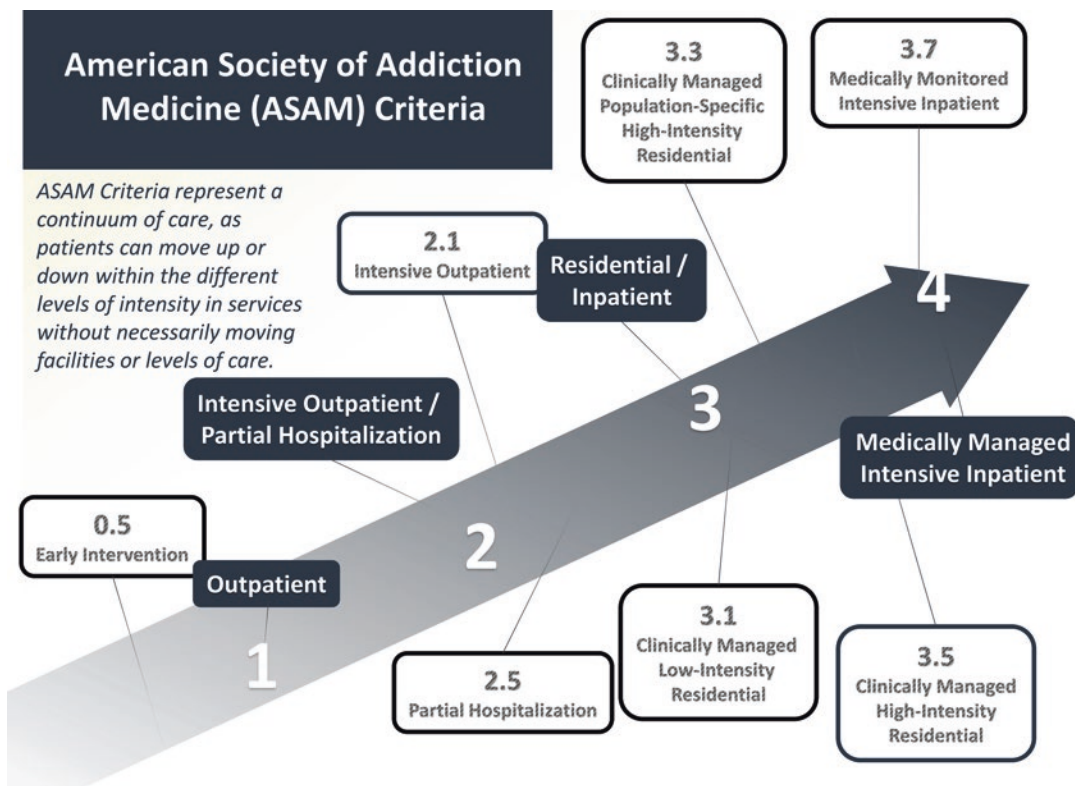 American Society of Addiction
Medicine (ASAM) Criteria
ASAM Criteria represent a
continuum of care, as
patients can move up or
down within the different
levels of intensity in services
without necessarily moving
facilities or levels of care.
0.5
Early Intervention
Outpatient
1
Intensive Outpatient /
Partial Hospitalization
2
2.1
Intensive Outpatient
2.5
Partial Hospitalization
Residential /
Inpatient
3
3.1
Clinically Managed
Low-Intensity
Residential
3.3
Clinically Managed
Population-Specific
High-Intensity
Residential
3.5
Clinically Managed
High-Intensity
Residential
3.7
Medically Monitored
Intensive Inpatient
4
Medically Managed
Intensive Inpatient